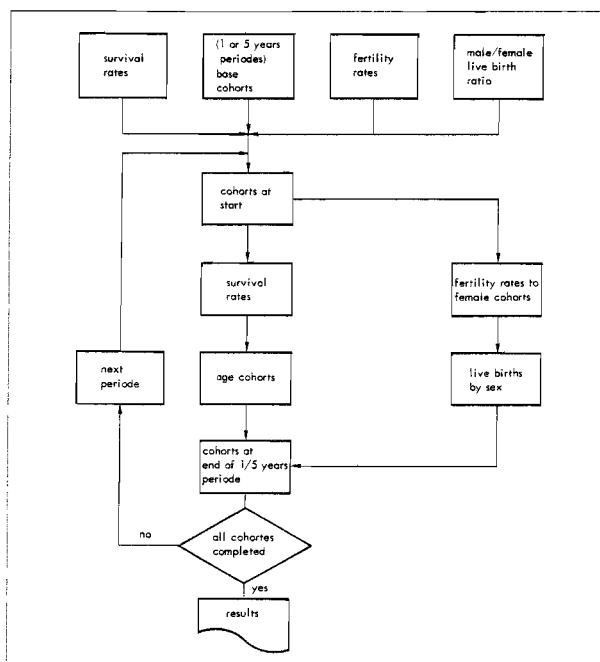 survival
rates
(1 or 5 years
periodes)
base
cohorts
fertility
rates
male/female
live birth
ratio
cohorts at
start
survival
rates
fertility rates to
female cohorts
next
periode
age cohorts
live births
by sex
cohorts at
end of 1/5 years
periode
no
all cohortes
completed
yes
results